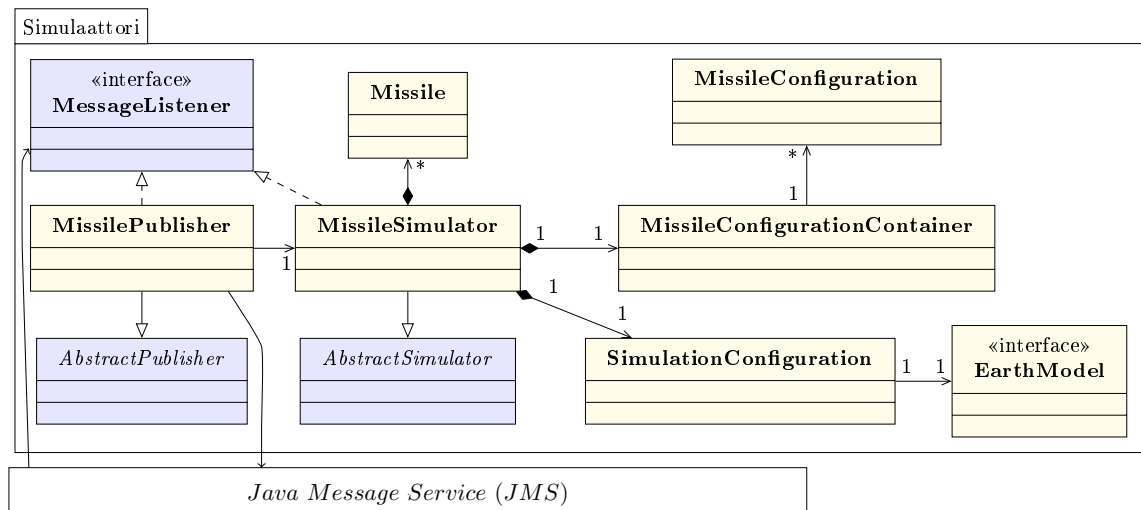 Simulaattori
«interface»
MessageListener
Missile
MissileConfiguration
*
*
1
MissilePublisher
MissileSimulator
MissileConfigurationContainer
1
1
1
1
1
AbstractPublisher
AbstractSimulator
SimulationConfiguration
«interface»
EarthModel
1
1
Java Message Service (JMS)